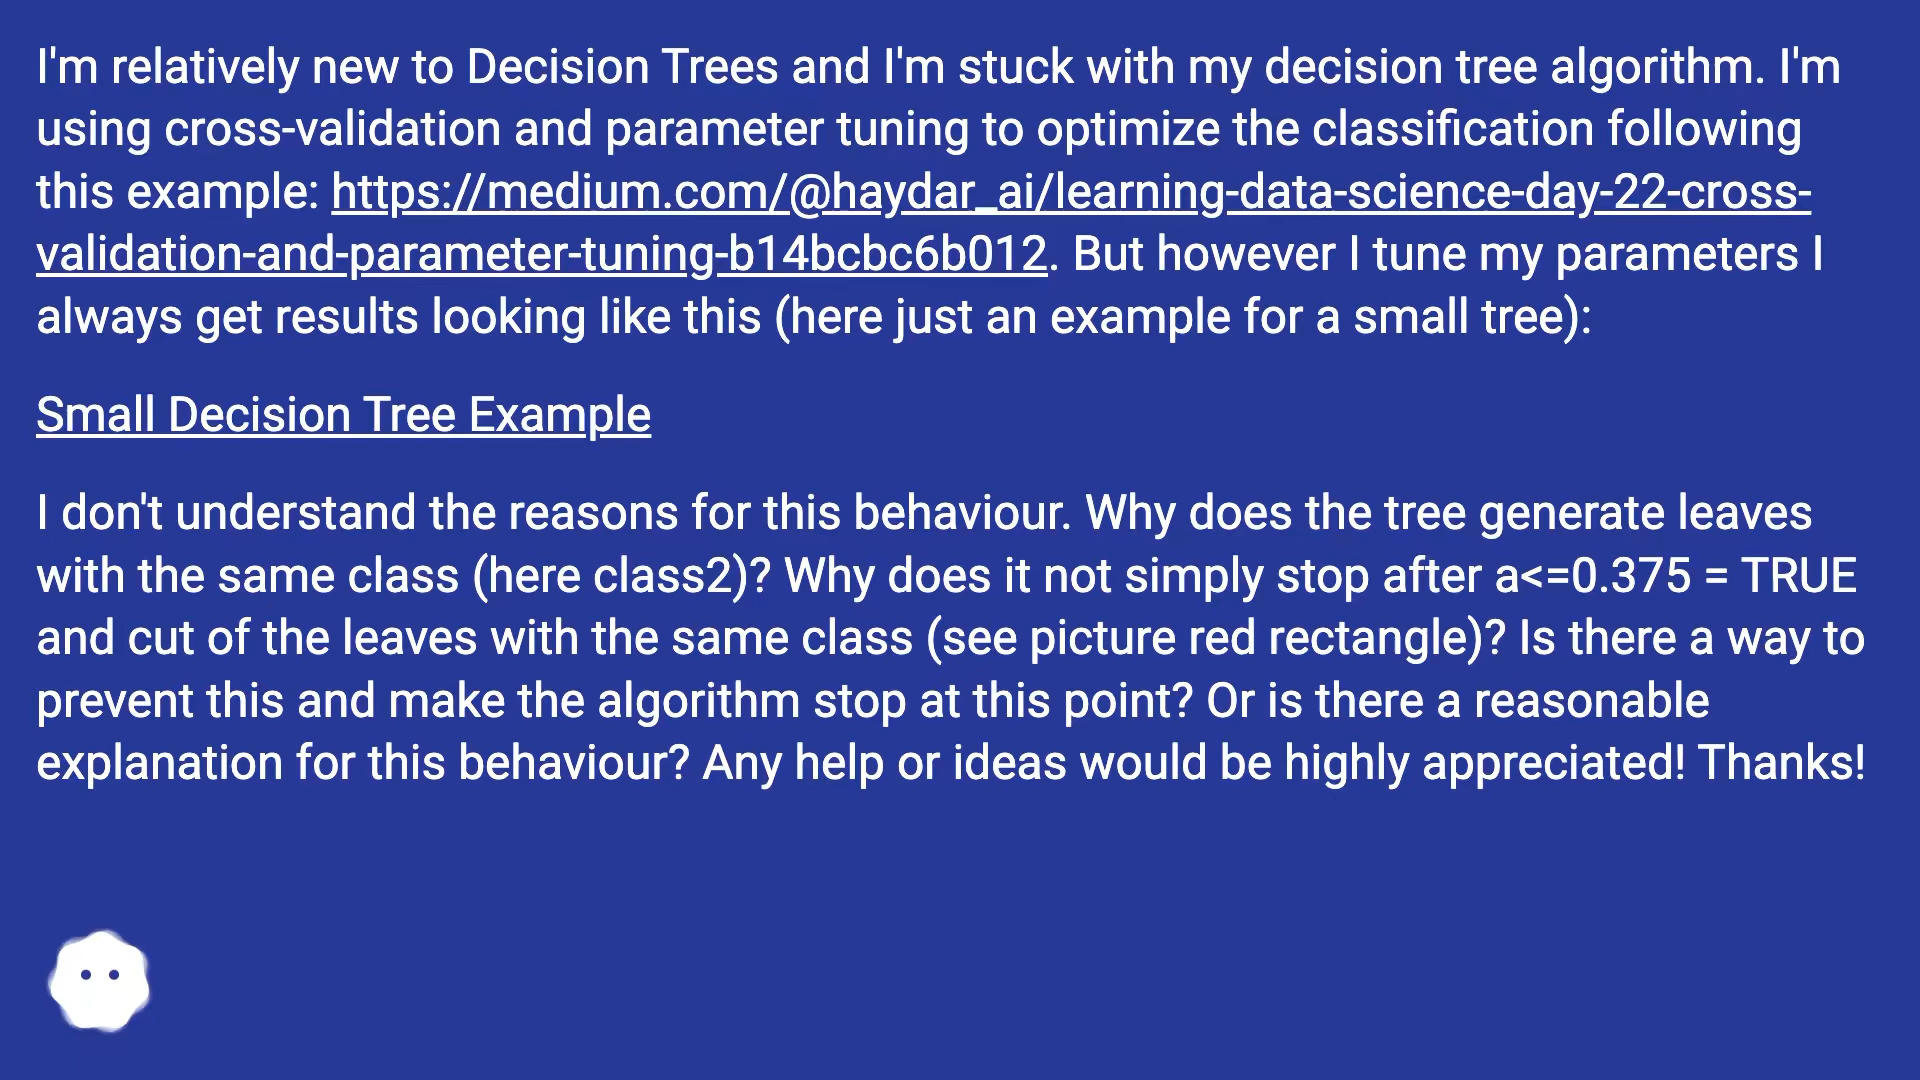 I'm relatively new to Decision Trees and I'm stuck with my decision tree algorithm. I'm
using cross-validation and parameter tuning to optimize the classification following
this example: https://medium.com/@haydar_ai/learning-data-science-day-22-cross-
validation-and-parameter-tuning-b14bcbc6b012. But however I tune my parameters I
always get results looking like this (here just an example for a small tree):
Small Decision Tree Example
I don't understand the reasons for this behaviour. Why does the tree generate leaves
with the same class (here class2)? Why does it not simply stop after a<=0.375 = TRUE
and cut of the leaves with the same class (see picture red rectangle)? Is there a way to
prevent this and make the algorithm stop at this point? Or is there a reasonable
explanation for this behaviour? Any help or ideas would be highly appreciated! Thanks!